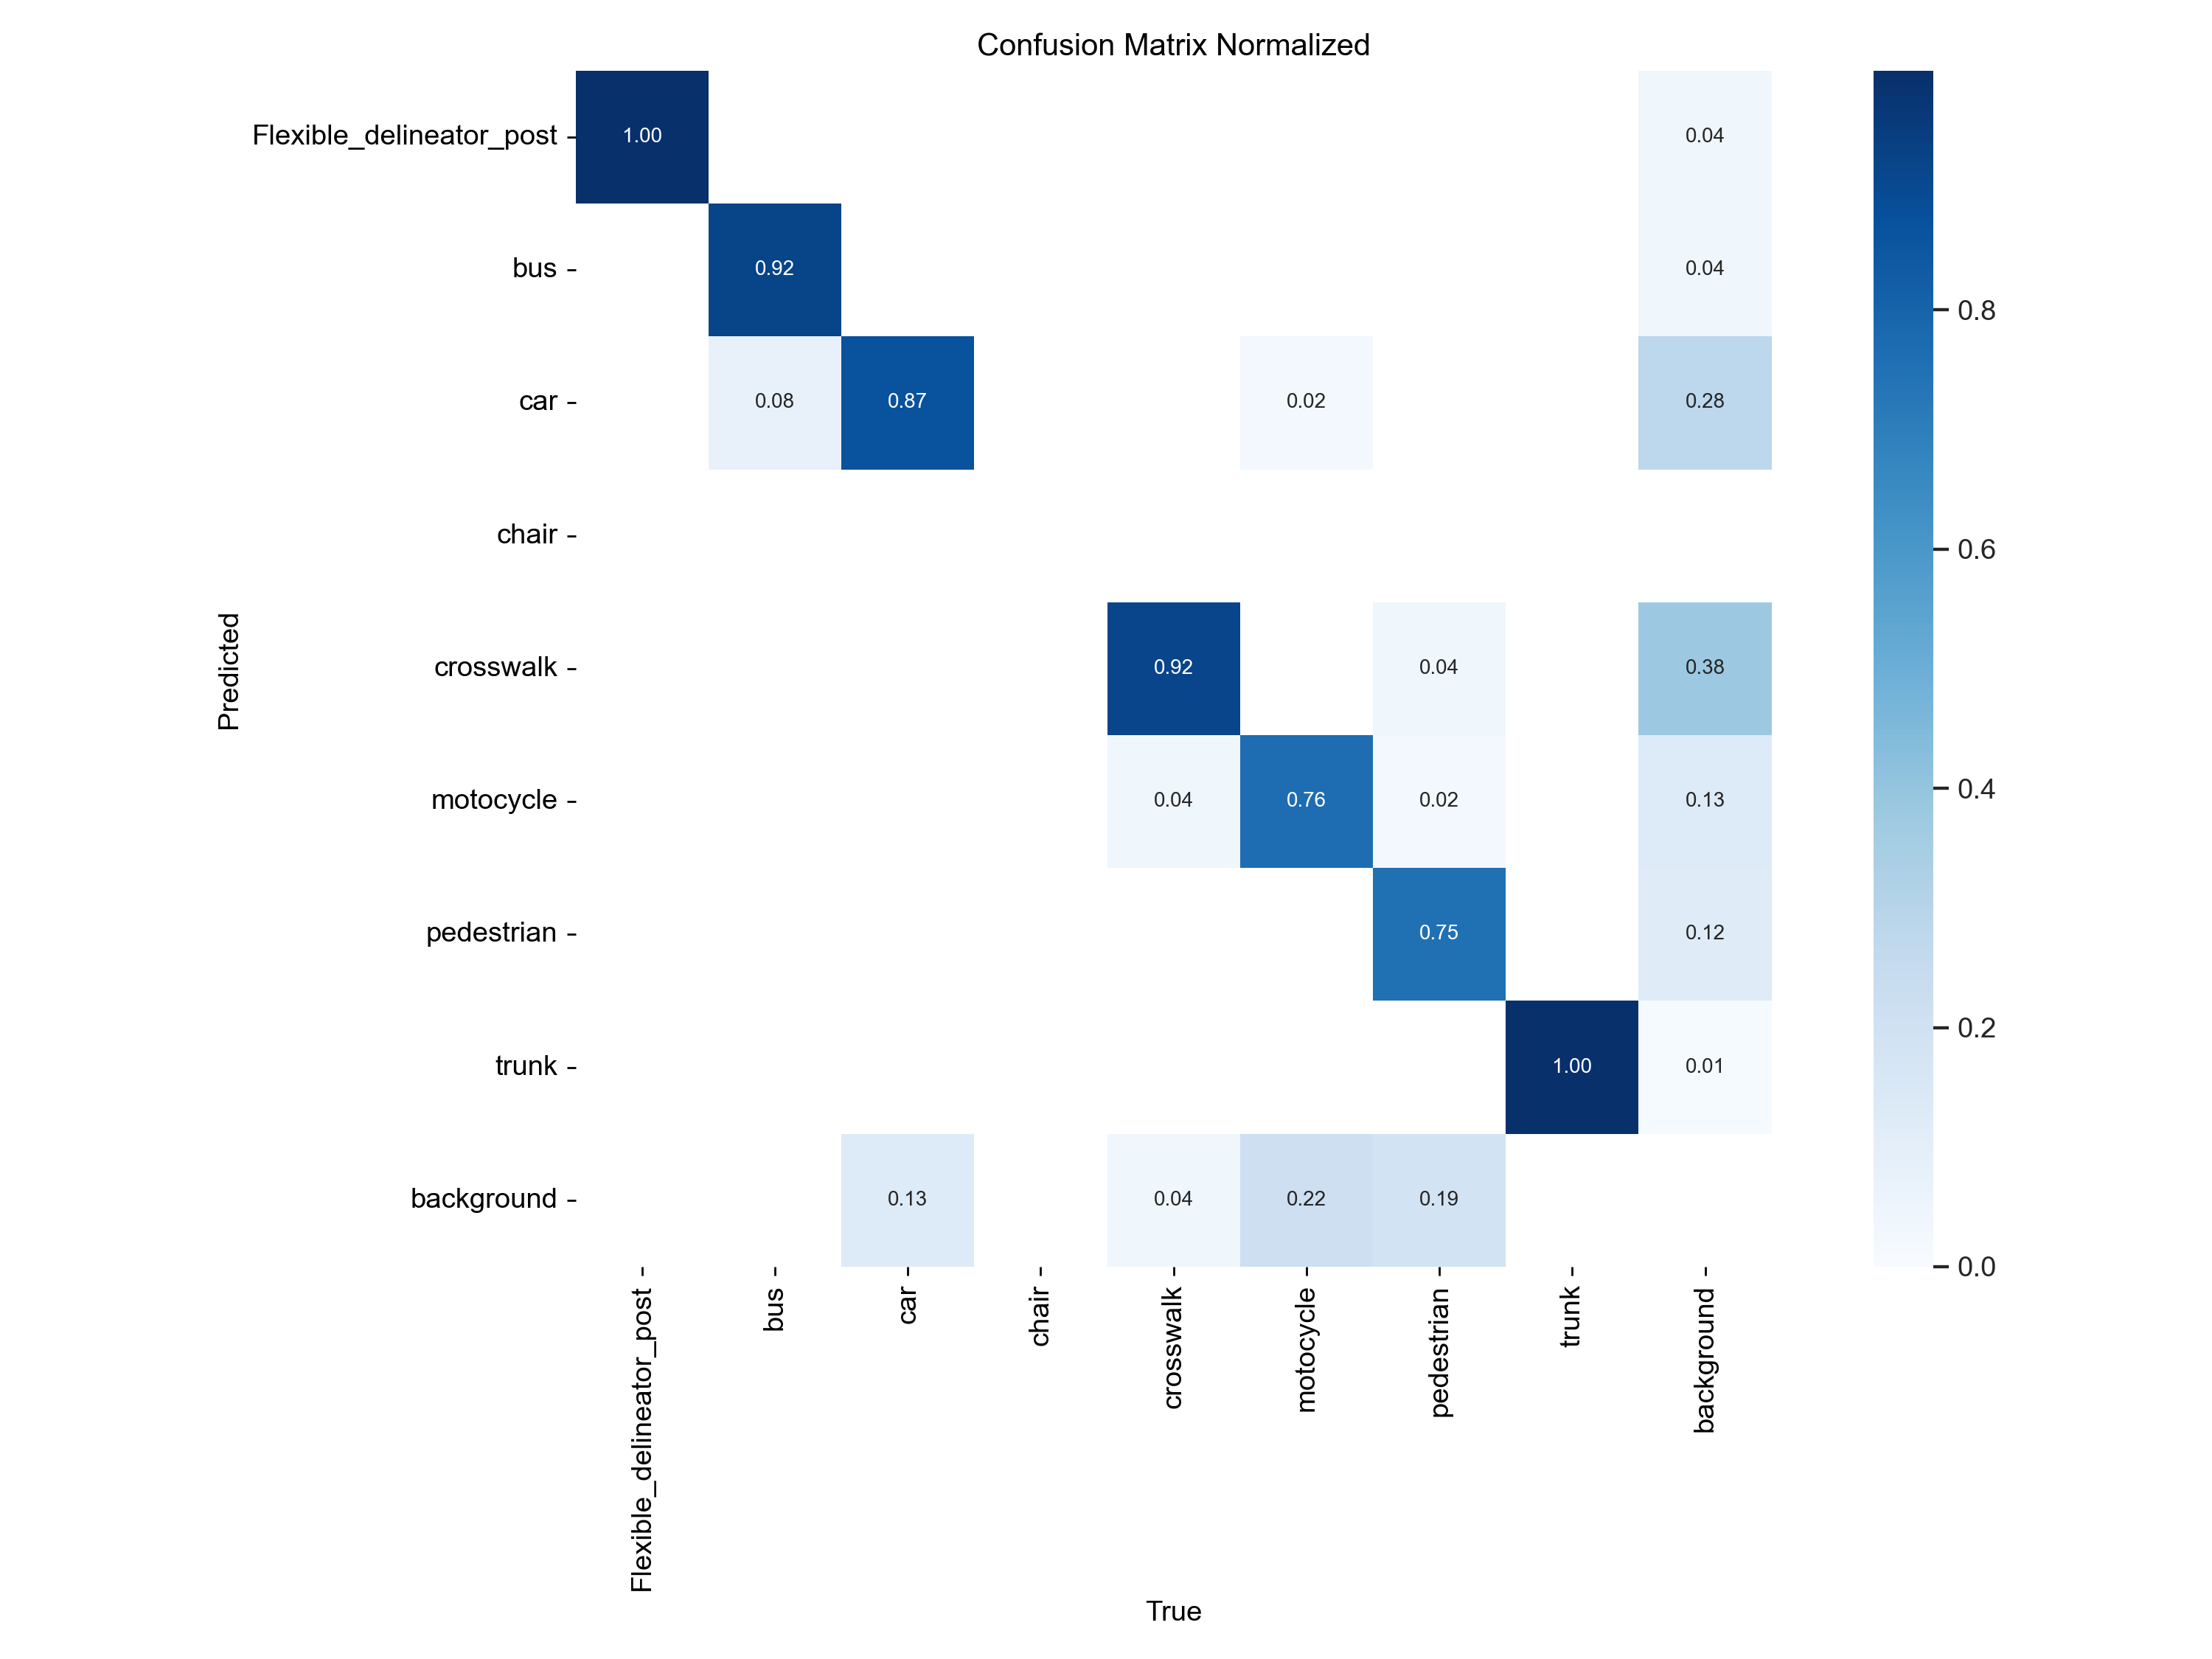 Confusion Matrix Normalized
Flexible_delineator_post 1.00 0.04
bus 0.92 0.04 0.8
car 0.08 0.87 0.02 0.28
chair 0.6
Predicted
crosswalk 0.92 0.04 0.38
motocycle 0.04 0.76 0.02 0.13 0.4
pedestrian 0.75 0.12
trunk 1.00 0.01 0.2
background 0.13 0.04 0.22 0.19
0.0
Flexible_delineator_post bus car chair crosswalk motocycle pedestrian trunk background
True